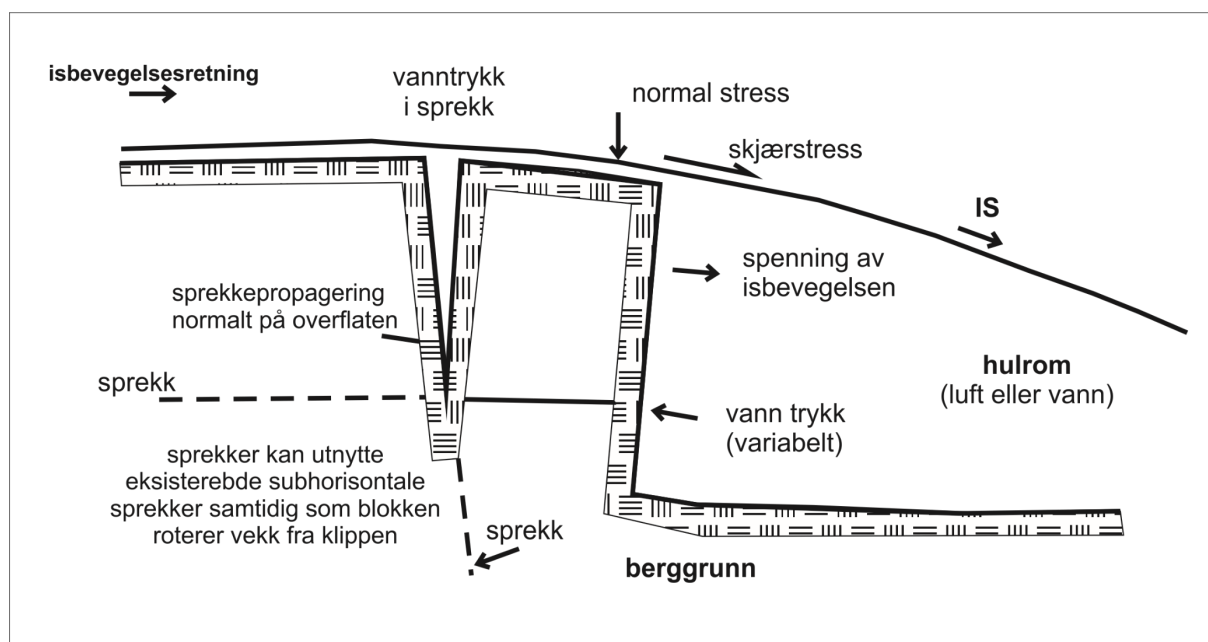 isbevegelsesretning
vanntrykk
i sprekk
normal stress
skjærstress
IS
spenning av
isbevegelsen
sprekkepropagering
normalt på overflaten
sprekk
hulrom
(luft eller vann)
vann trykk
(variabelt)
sprekker kan utnytte
eksisterebde subhorisontale
sprekker samtidig som blokken
roterer vekk fra klippen
sprekk
berggrunn